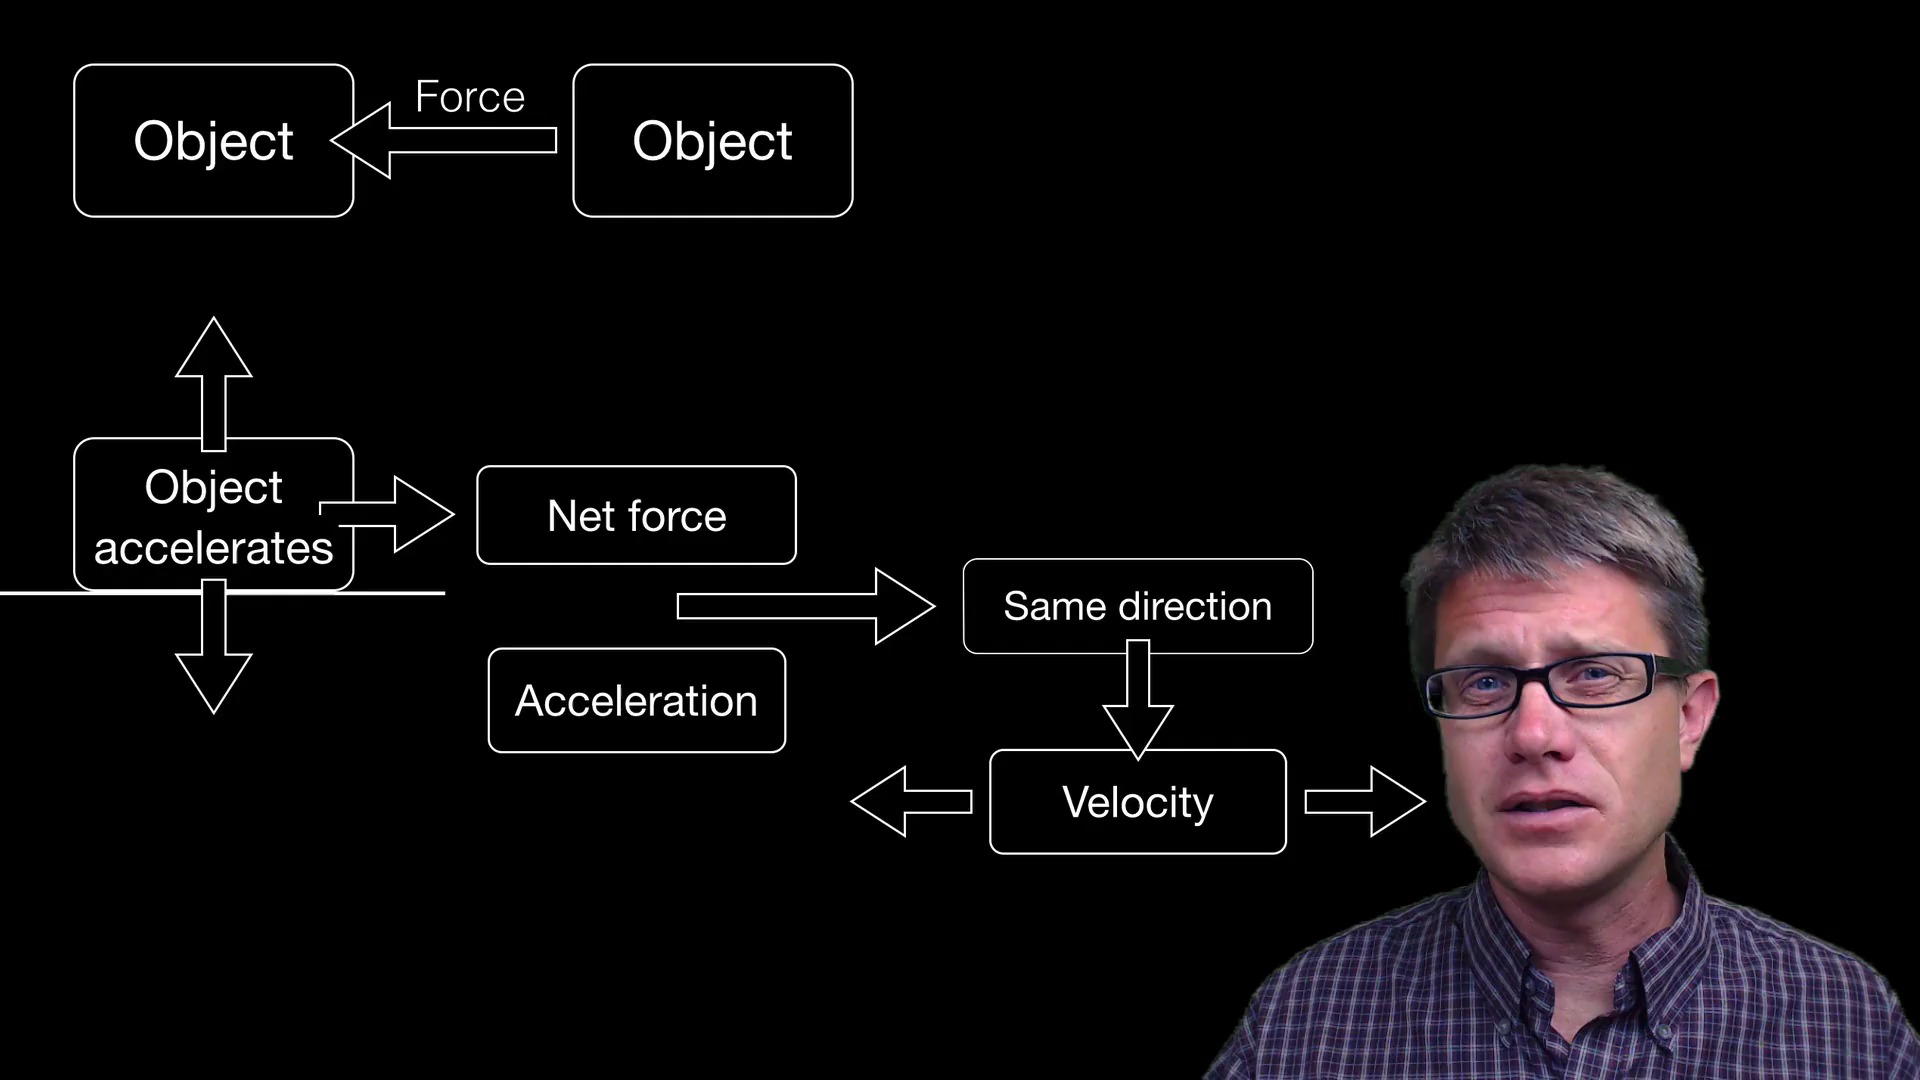 Object
Force
Object
Object
accelerates
Net force
Same direction
Acceleration
Velocity